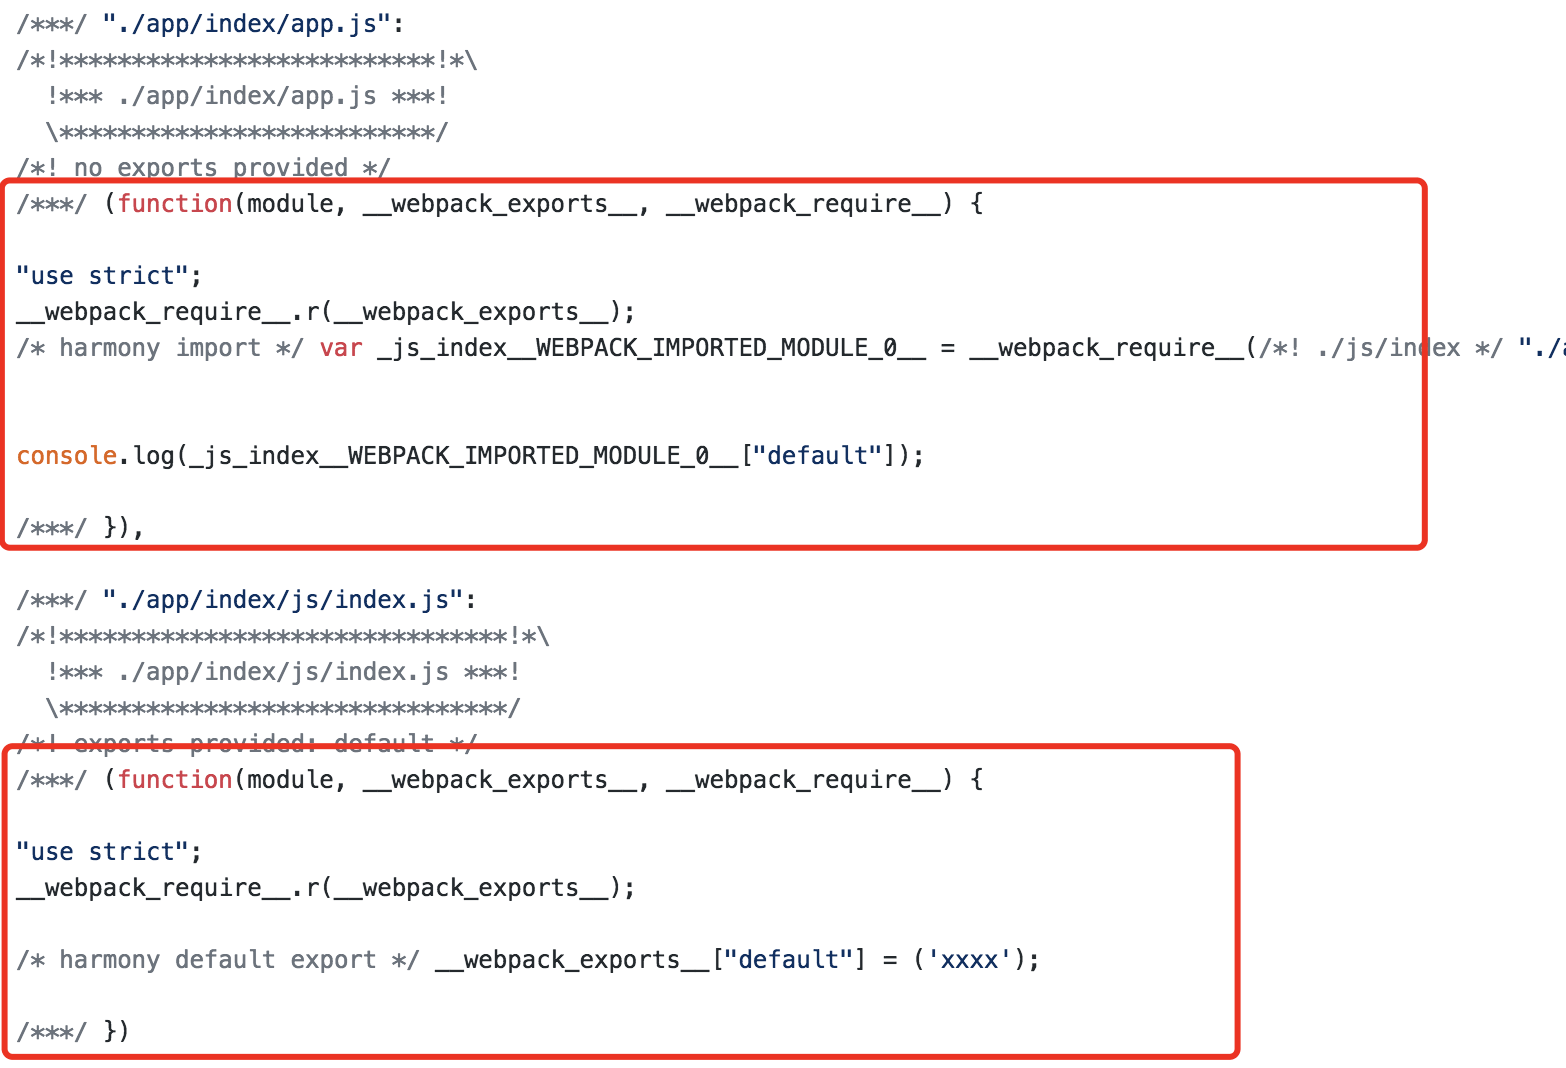 /***/ "./app/index/app.js":
/*!**************************!*\
  !*** ./app/index/app.js ***!
  \**************************/
/*! no exports provided */
/***/ (function(module, __webpack_exports__, __webpack_require__) {
"use strict";
__webpack_require__.r(__webpack_exports__);
/* harmony import */ var _js_index__WEBPACK_IMPORTED_MODULE_0__ = __webpack_require__(/*! ./js/index */ "./
console.log(_js_index__WEBPACK_IMPORTED_MODULE_0__["default"]);
/***/ }),
/***/ "./app/index/js/index.js":
/*!*******************************!*\
  !*** ./app/index/js/index.js ***!
  \*******************************/
/*! exports provided: default */
/***/ (function(module, __webpack_exports__, __webpack_require__) {
"use strict";
__webpack_require__.r(__webpack_exports__);
/* harmony default export */ __webpack_exports__["default"] = ('xxxx');
/***/ })